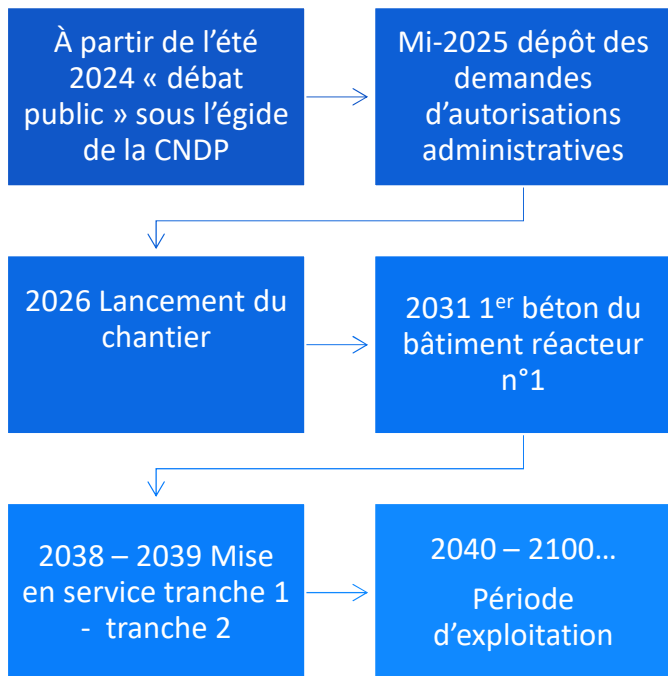 À partir de l’été
2024 « débat
public » sous l’égide
de la CNDP
Mi-2025 dépôt des
demandes
d’autorisations
administratives
2026 Lancement du
chantier
2031 1er béton du
bâtiment réacteur
n°1
2038 – 2039 Mise
en service tranche 1
- tranche 2
2040 – 2100…
Période
d’exploitation